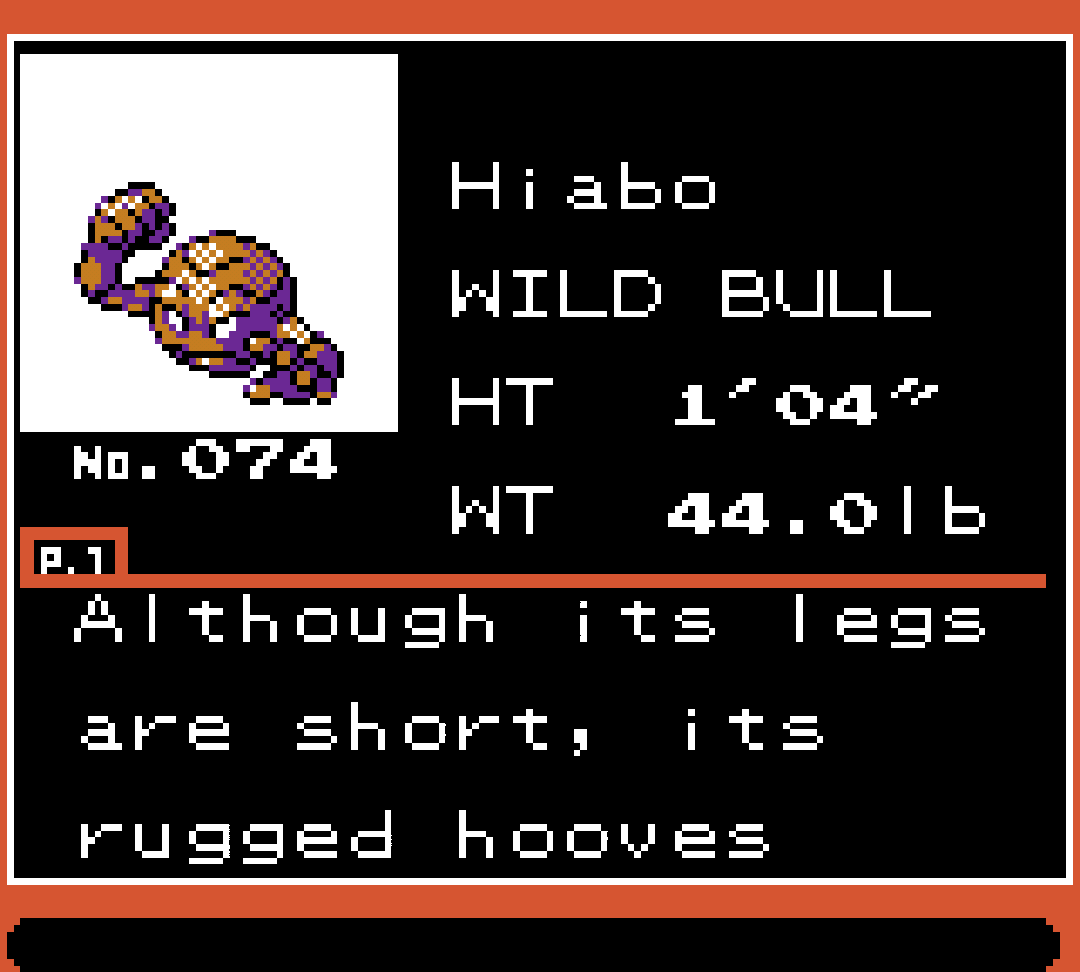 Hiabo
WILD BULL
HT 1′04″
WT 44.0lb
No.074
P.1
Although its legs
are short, its
rugged hooves